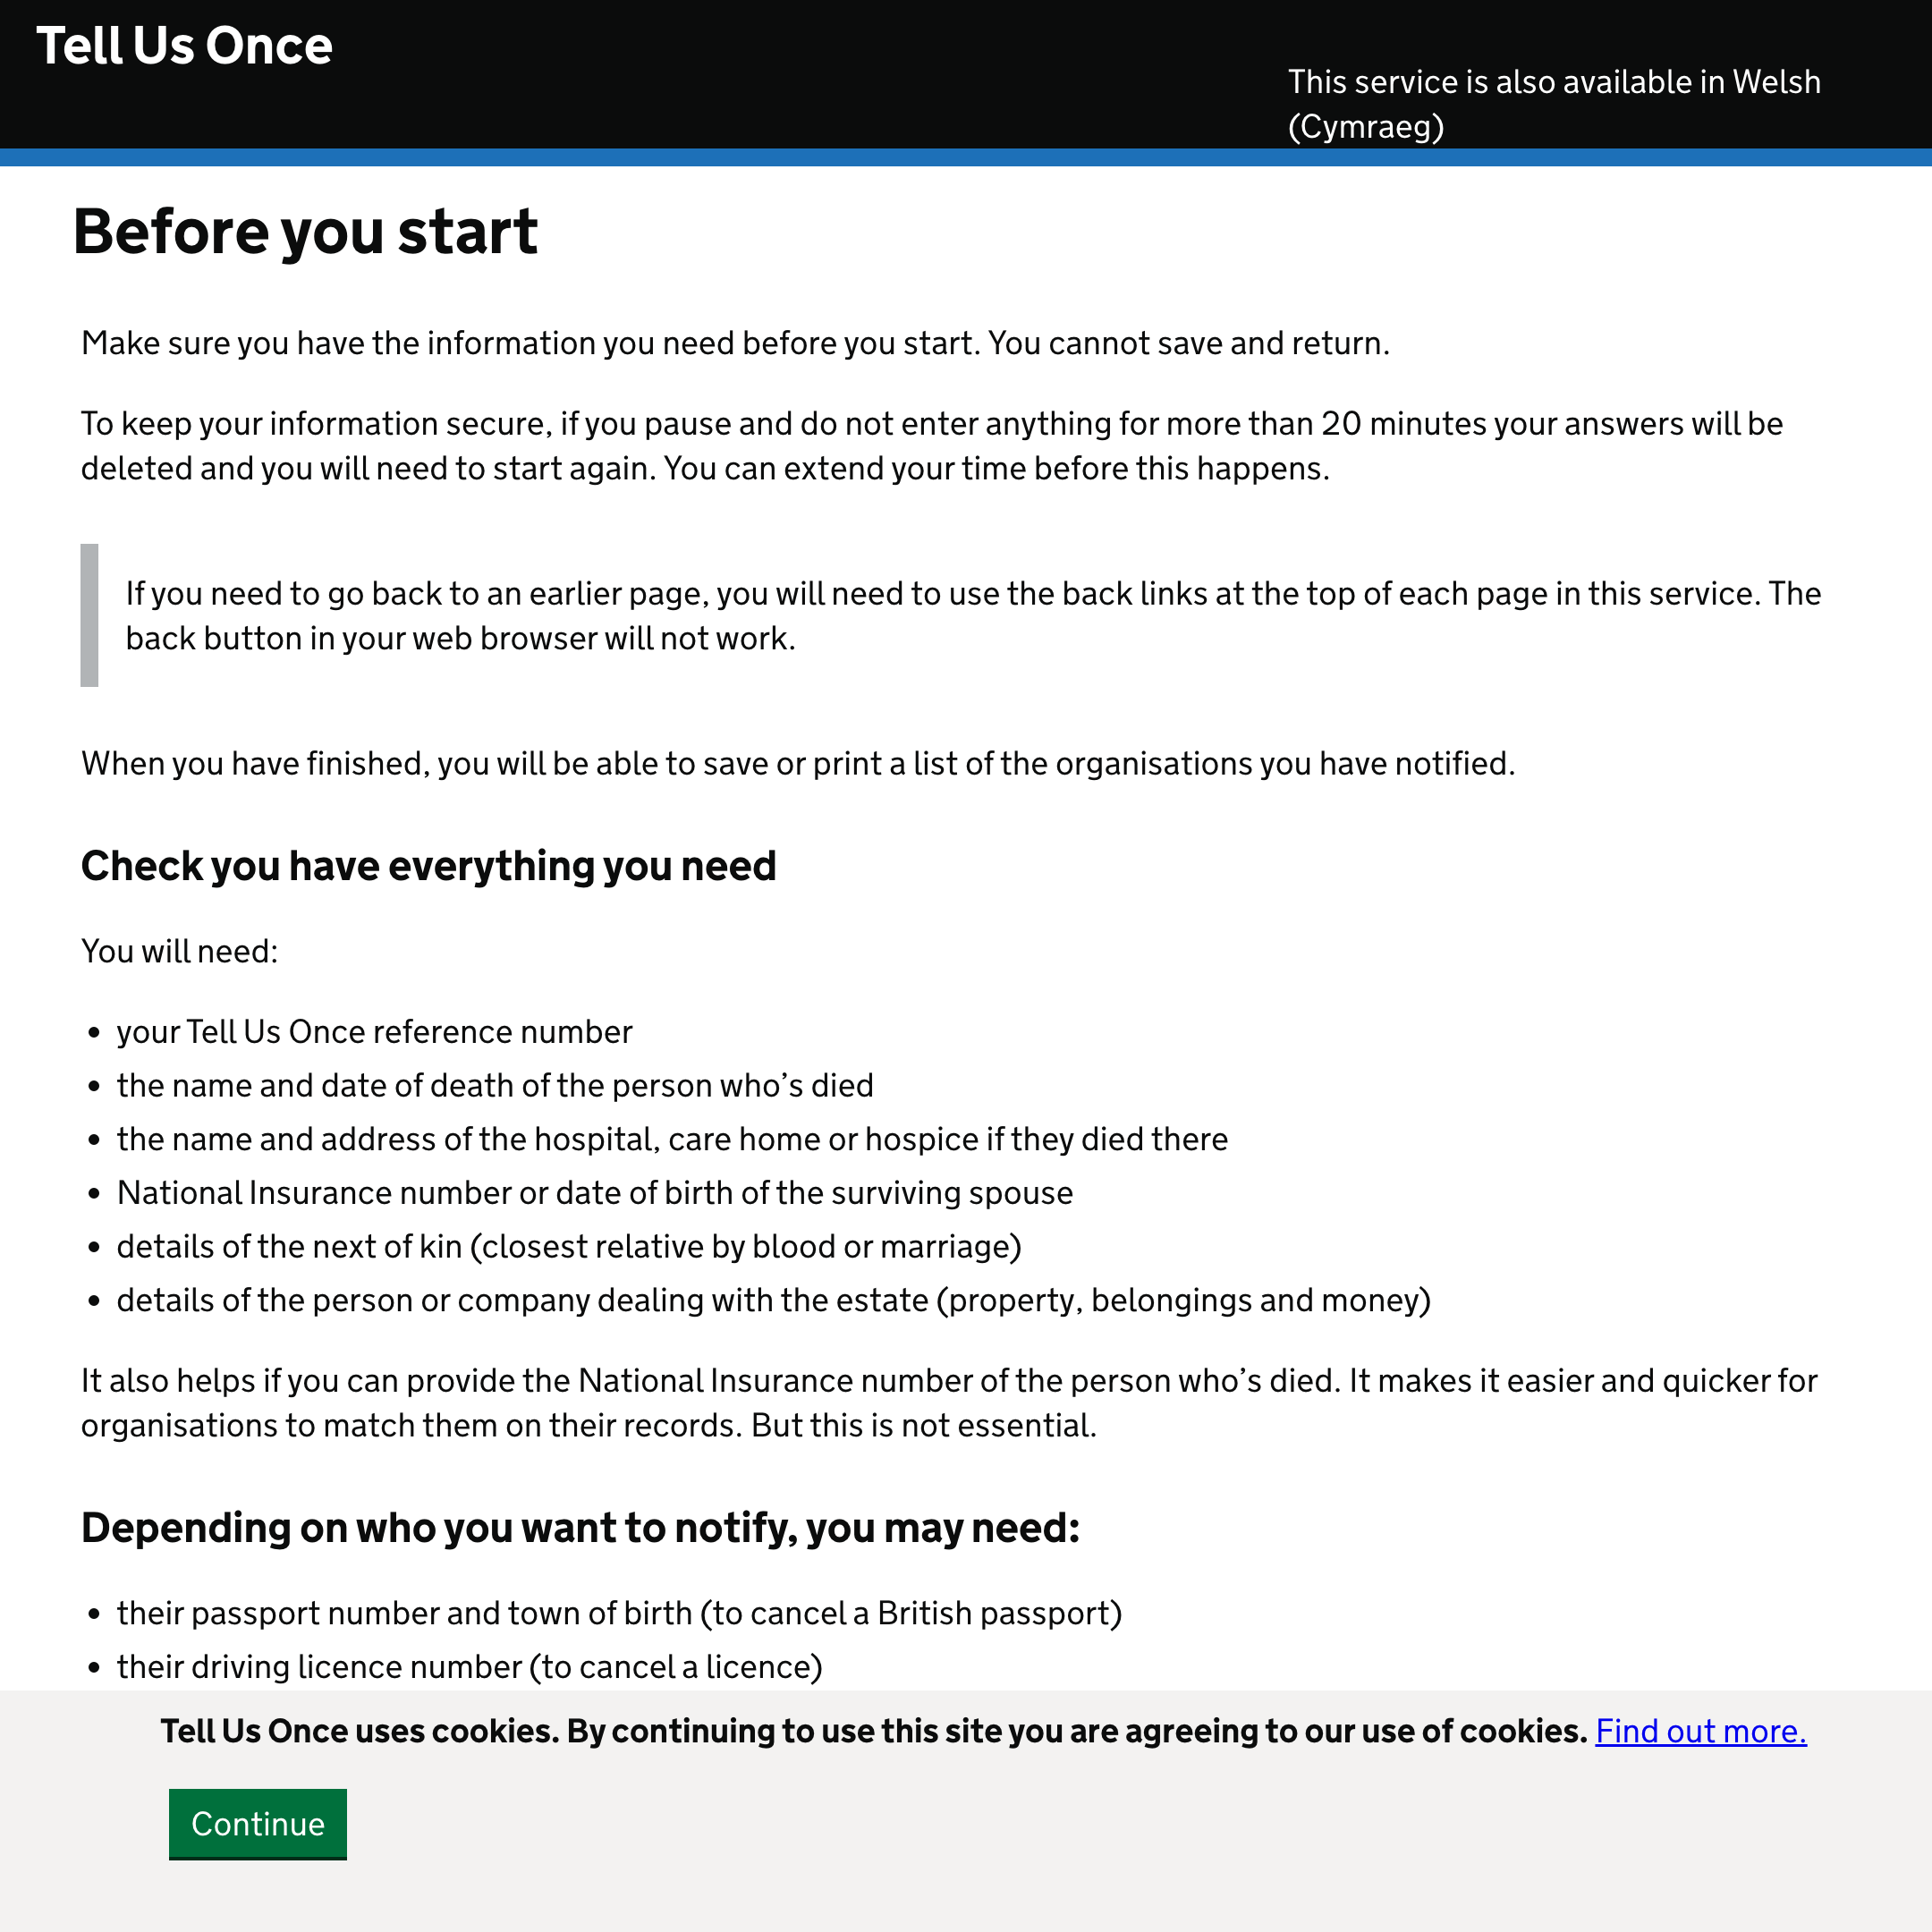 Tell Us Once
This service is also available in Welsh
(Cymraeg)
Before you start
Make sure you have the information you need before you start. You cannot save and return.
To keep your information secure, if you pause and do not enter anything for more than 20 minutes your answers will be
deleted and you will need to start again. You can extend your time before this happens.
If you need to go back to an earlier page, you will need to use the back links at the top of each page in this service. The
back button in your web browser will not work.
When you have finished, you will be able to save or print a list of the organisations you have notified.
Check you have everything you need
You will need:
• your Tell Us Once reference number
• the name and date of death of the person who’s died
• the name and address of the hospital, care home or hospice if they died there
• National Insurance number or date of birth of the surviving spouse
• details of the next of kin (closest relative by blood or marriage)
• details of the person or company dealing with the estate (property, belongings and money)
It also helps if you can provide the National Insurance number of the person who’s died. It makes it easier and quicker for
organisations to match them on their records. But this is not essential.
Depending on who you want to notify, you may need:
• their passport number and town of birth (to cancel a British passport)
• their driving licence number (to cancel a licence)
Tell Us Once uses cookies. By continuing to use this site you are agreeing to our use of cookies. Find out more.
Continue